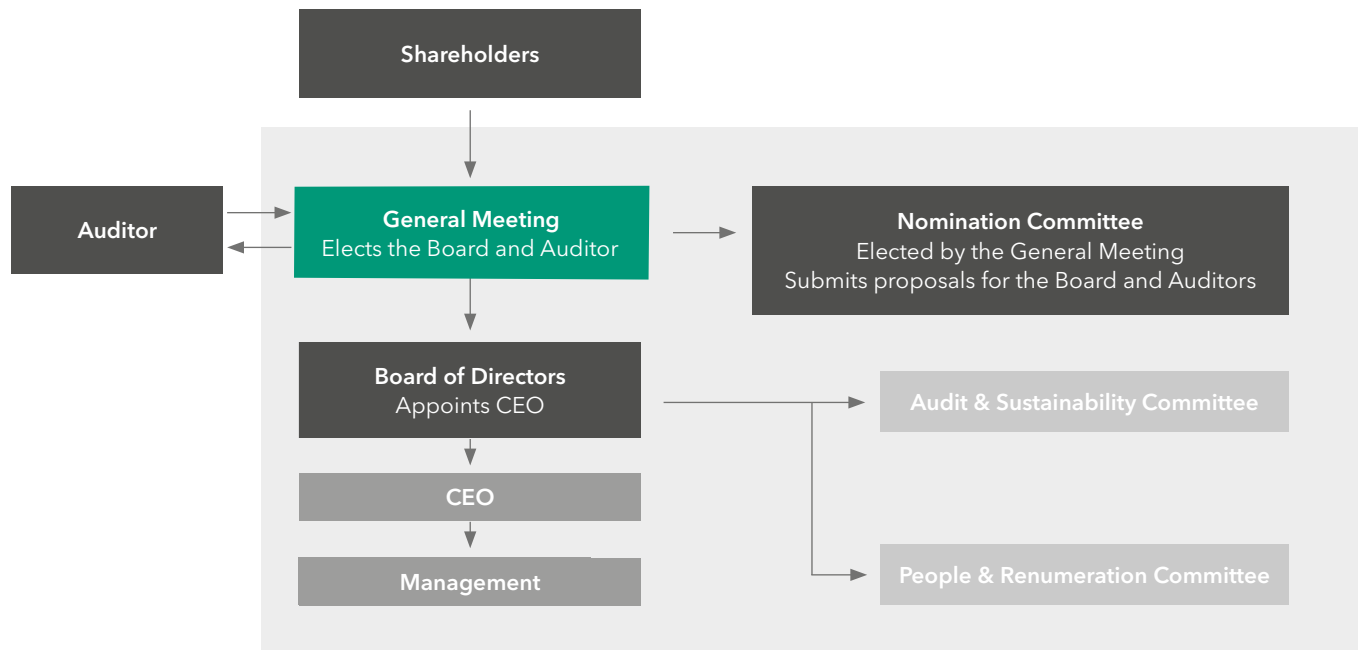 Shareholders
Auditor
General Meeting
Elects the Board and Auditor
Nomination Committee
Elected by the General Meeting
Submits proposals for the Board and Auditors
Board of Directors
Appoints CEO
Audit & Sustainability Committee
CEO
Management
People & Renumeration Committee